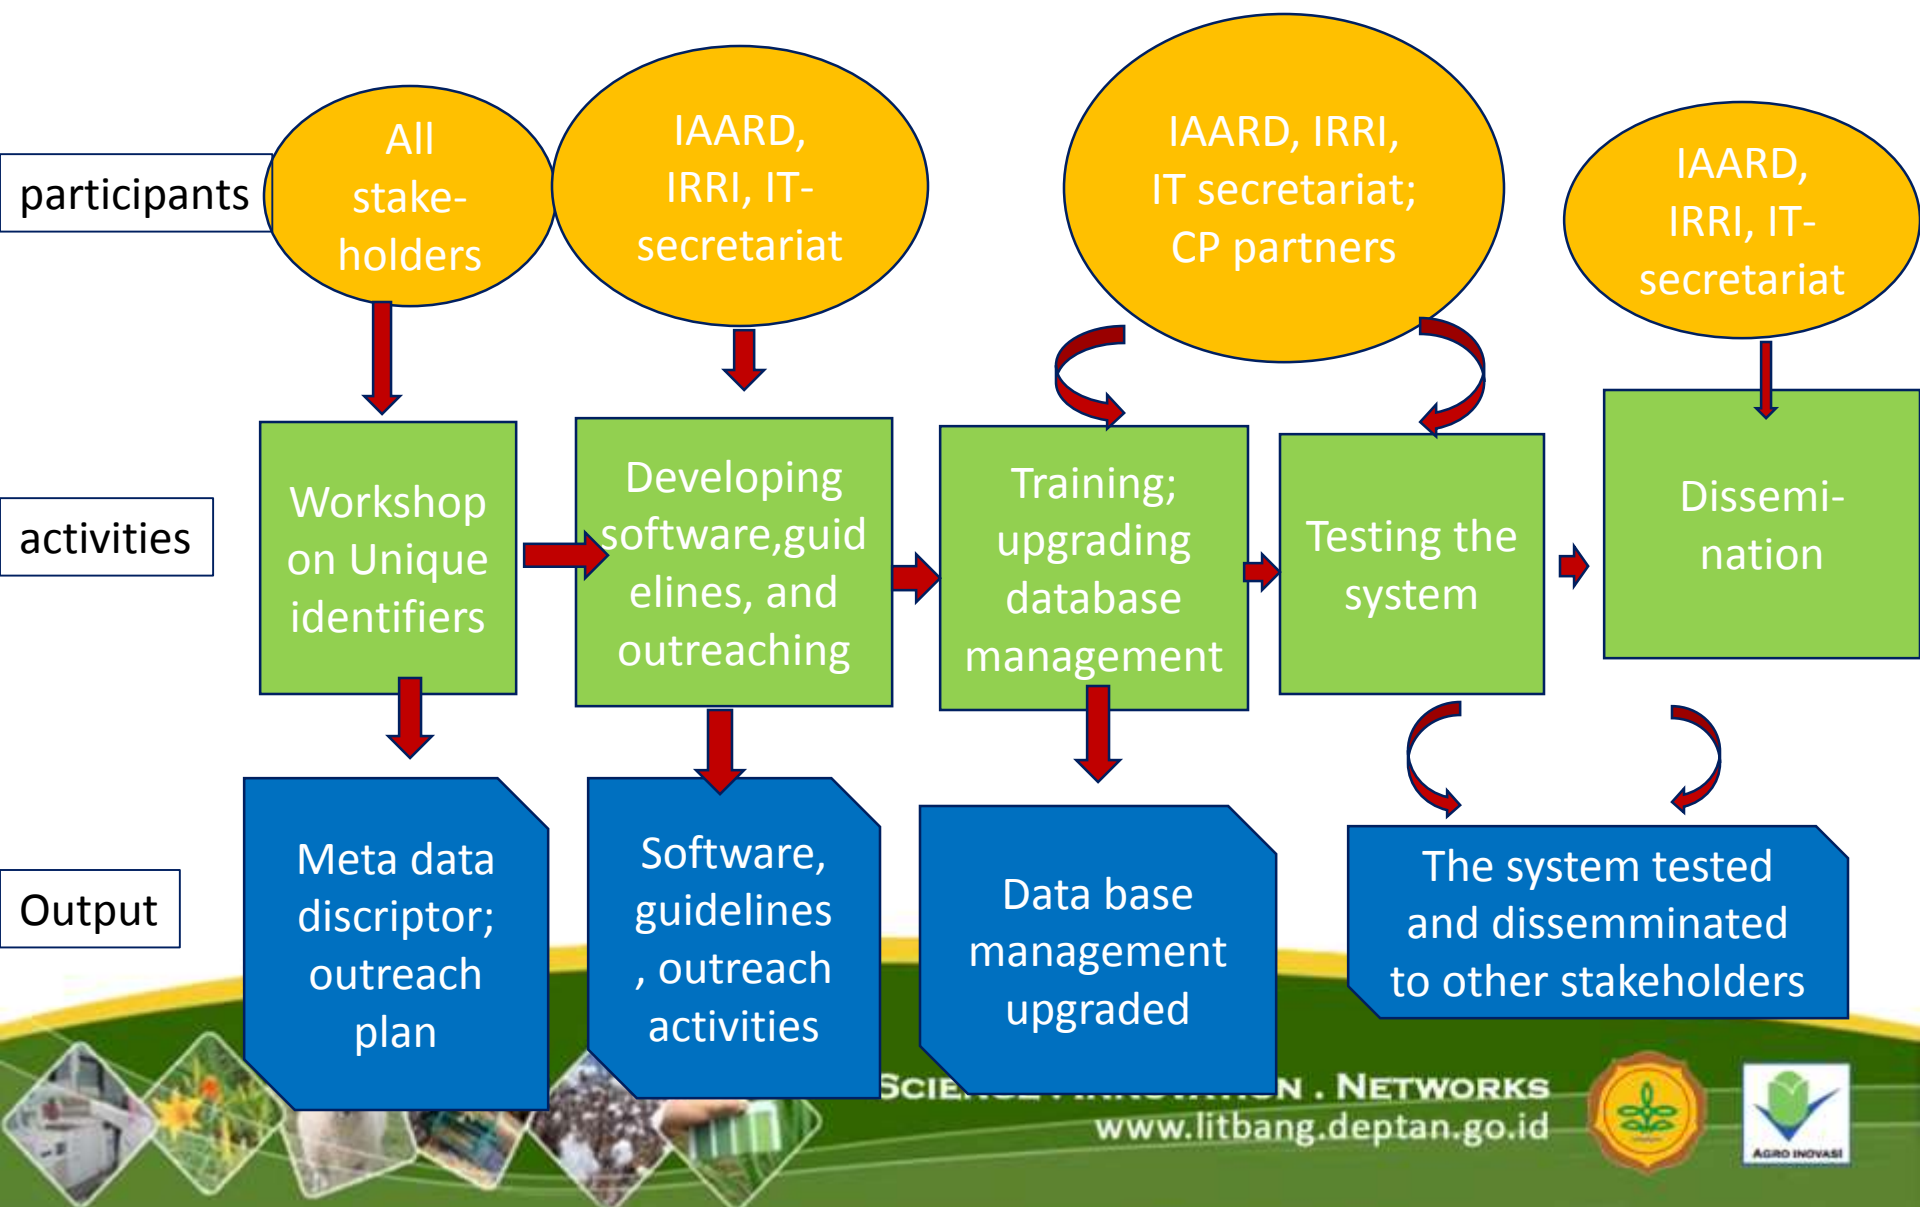 participants
All
stake-
holders
IAARD,
IRRI, IT-
secretariat
IAARD, IRRI,
IT secretariat;
CP partners
IAARD,
IRRI, IT-
secretariat
activities
Workshop
on Unique
identifiers
Developing
software,guid
elines, and
outreaching
Training;
upgrading
database
management
Testing the
system
Dissemi-
nation
Output
Meta data
discriptor;
outreach
plan
Software,
guidelines
, outreach
activities
Data base
management
upgraded
The system tested
and dissemminated
to other stakeholders
. NETWORKS
www.litbang.deptan.go.id
AGRO INOVASI